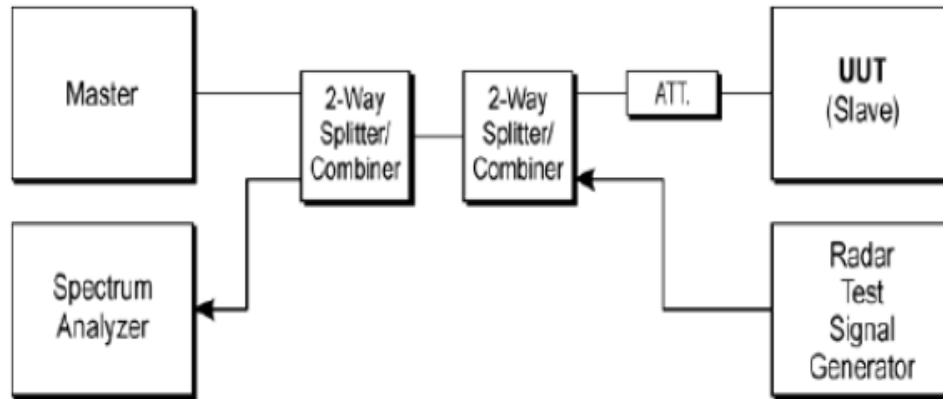 Master
2-Way
Splitter/
Combiner
2-Way
Splitter/
Combiner
ATT.
UUT
(Slave)
Spectrum
Analyzer
Radar
Test
Signal
Generator